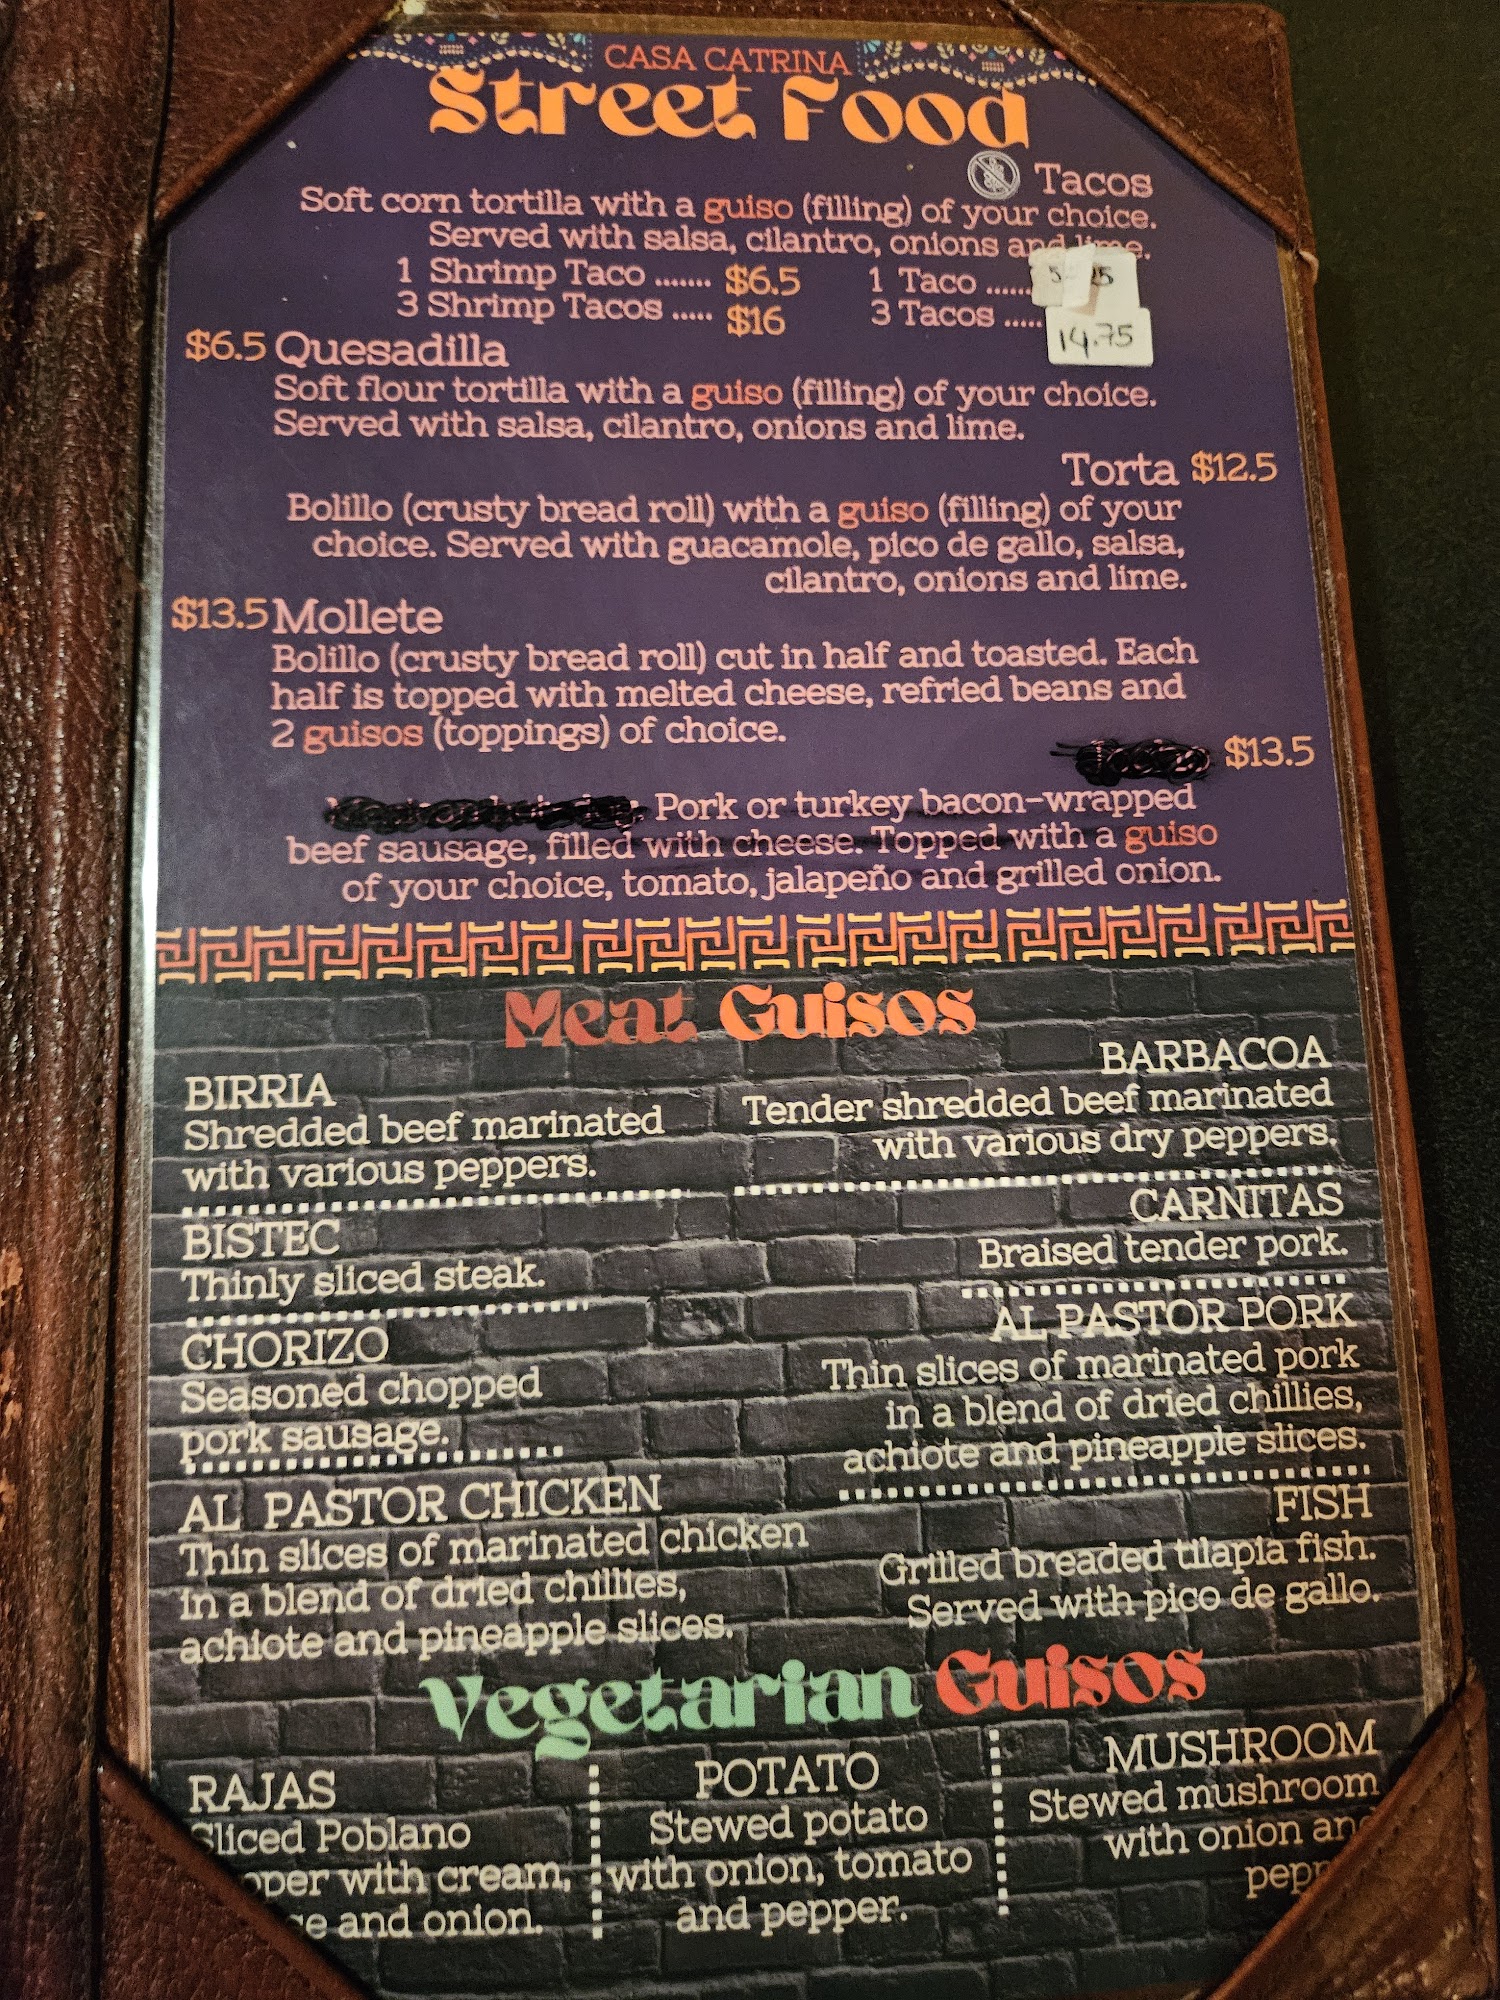 CASA CATRINA
Street Food
Tacos
Soft corn tortilla with a guiso (filling) of your choice.
Served with salsa, cilantro, onions and lime.
1 Shrimp Taco ....... $6.5
1 Taco ......
3 Shrimp Tacos ..... $16
3 Tacos ..... 14.75
$6.5 Quesadilla
Soft flour tortilla with a guiso (filling) of your choice.
Served with salsa, cilantro, onions and lime.
Torta $12.5
Bolillo (crusty bread roll) with a guiso (filling) of your
choice. Served with guacamole, pico de gallo, salsa,
cilantro, onions and lime.
$13.5 Mollete
Bolillo (crusty bread roll) cut in half and toasted. Each
half is topped with melted cheese, refried beans and
2 guisos (toppings) of choice.
$13.5
Pork or turkey bacon-wrapped
beef sausage, filled with cheese. Topped with a guiso
of your choice, tomato, jalapeño and grilled onion.
Meat Guisos
BIRRIA
Shredded beef marinated
with various peppers.
BISTEC
Thinly sliced steak.
CHORIZO
Seasoned chopped
pork sausage.
AL PASTOR CHICKEN
Thin slices of marinated chicken
in a blend of dried chillies,
achiote and pineapple slices.
BARBACOA
Tender shredded beef marinated
with various dry peppers.
CARNITAS
Braised tender pork.
AL PASTOR PORK
Thin slices of marinated pork
in a blend of dried chillies,
achiote and pineapple slices.
FISH
Grilled breaded tilapia fish.
Served with pico de gallo.
Vegetarian Guisos
RAJAS
Sliced Poblano
with cream,
and onion.
POTATO
Stewed potato
with onion, tomato
and pepper.
MUSHROOM
Stewed mushroom
with onion and